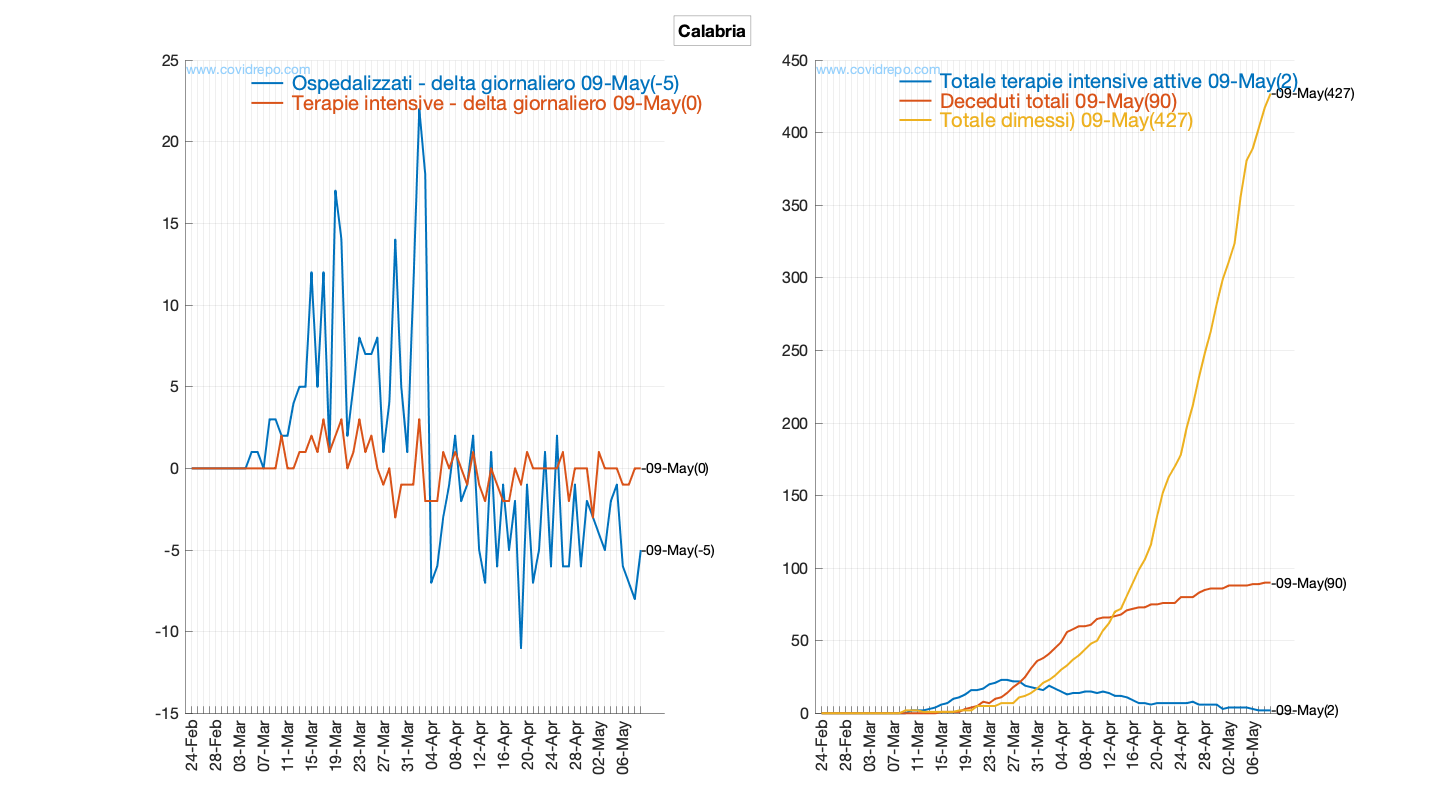 Calabria
www.covidrepo.com
Ospedalizzati - delta giornaliero 09-May(-5)
Terapie intensive - delta giornaliero 09-May(0)
25
20
15
10
5
0
-5
-10
-15
-09-May(0)
-09-May(-5)
24-Feb
28-Feb
03-Mar
07-Mar
11-Mar
15-Mar
19-Mar
23-Mar
27-Mar
31-Mar
04-Apr
08-Apr
12-Apr
16-Apr
20-Apr
24-Apr
28-Apr
02-May
06-May
www.covidrepo.com
Totale terapie intensive attive 09-May(2)
Deceduti totali 09-May(90)
Totale dimessi) 09-May(427)
450
400
350
300
250
200
150
100
50
0
-09-May(427)
-09-May(90)
-09-May(2)
24-Feb
28-Feb
03-Mar
07-Mar
11-Mar
15-Mar
19-Mar
23-Mar
27-Mar
31-Mar
04-Apr
08-Apr
12-Apr
16-Apr
20-Apr
24-Apr
28-Apr
02-May
06-May